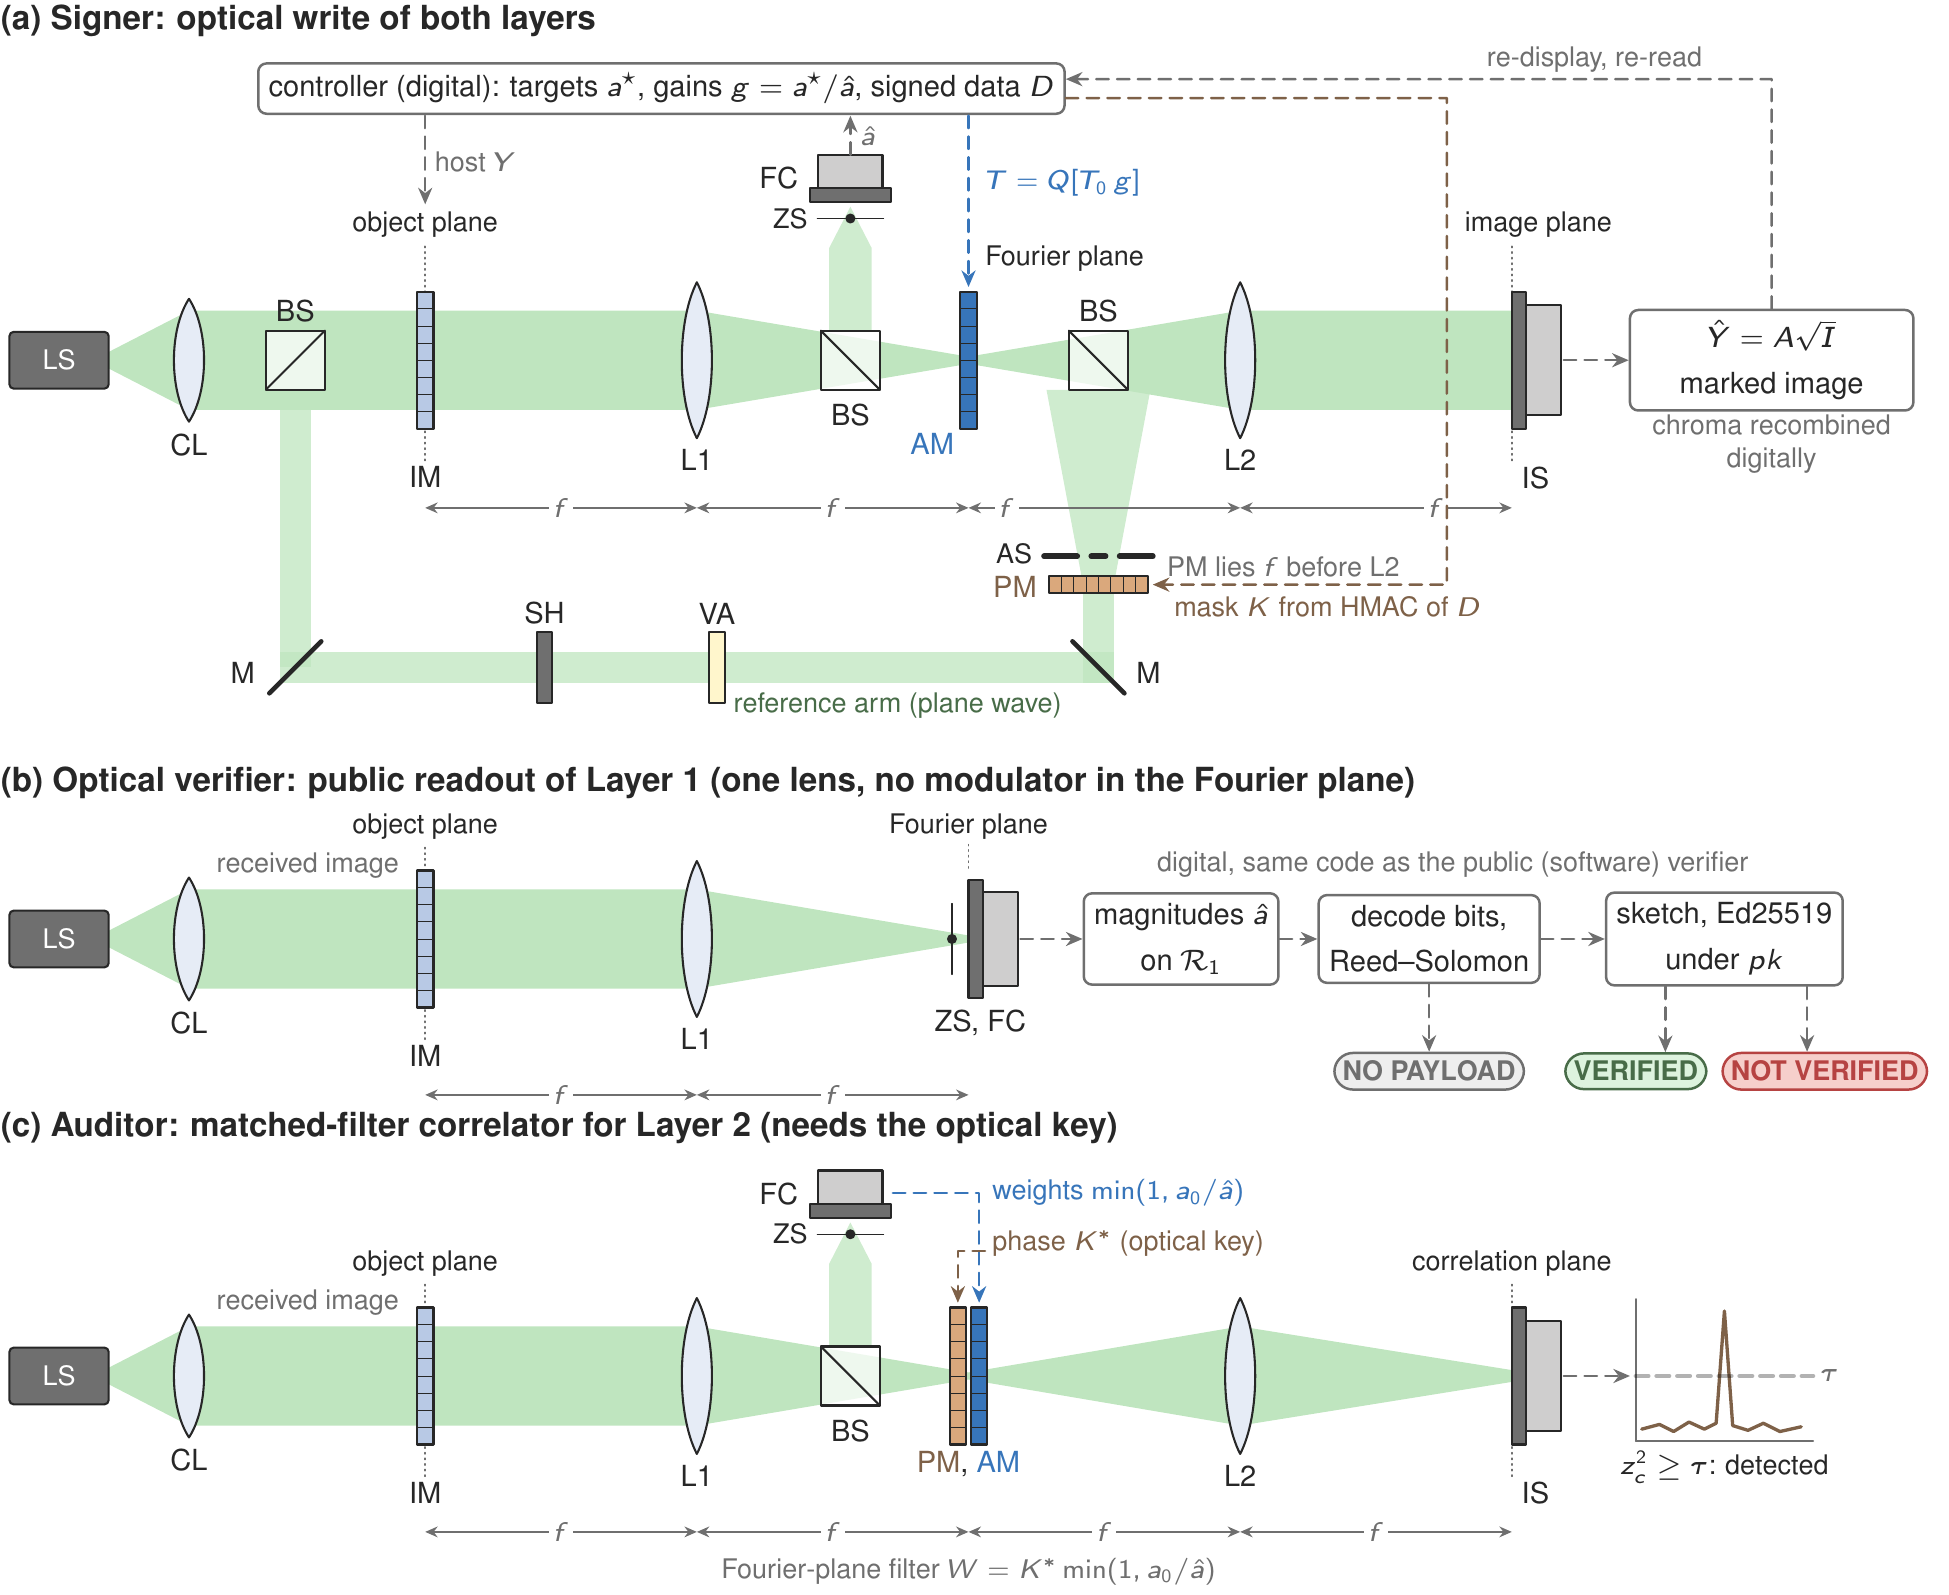 (a) Signer: optical write of both layers
re-display, re-read
controller (digital): targets a⋆, gains g = a⋆/â, signed data D
â
host Y
FC
T = Q[T₀ g]
ZS
object plane
image plane
Fourier plane
BS
BS
LS
Ŷ = A√I
marked image
BS
CL
AM
chroma recombined
digitally
L1
L2
IM
IS
f
f
f
f
AS
PM lies f before L2
PM
mask K from HMAC of D
SH
VA
M
M
reference arm (plane wave)
(b) Optical verifier: public readout of Layer 1 (one lens, no modulator in the Fourier plane)
object plane
Fourier plane
received image
digital, same code as the public (software) verifier
LS
magnitudes â
on ℛ₁
decode bits,
Reed–Solomon
sketch, Ed25519
under pk
CL
ZS, FC
L1
IM
NO PAYLOAD
VERIFIED
NOT VERIFIED
f
f
(c) Auditor: matched-filter correlator for Layer 2 (needs the optical key)
FC
weights min(1, a₀/â)
ZS
phase K* (optical key)
object plane
correlation plane
received image
LS
τ
BS
CL
PM, AM
L1
L2
z_c² ≥ τ: detected
IM
IS
f
f
f
f
Fourier-plane filter W = K* min(1, a₀/â)